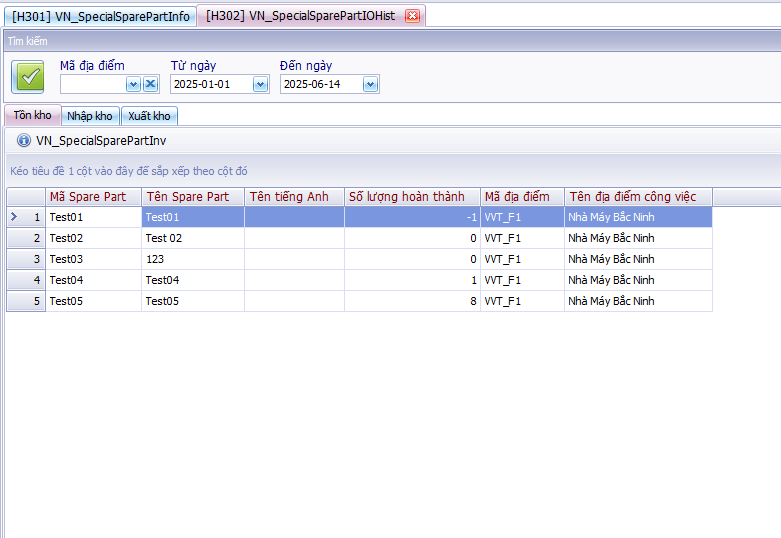 [H301] VN_SpecialSparePartInfo [H302] VN_SpecialSparePartIOHist
Tìm kiếm
Mã địa điểm Từ ngày Đến ngày
2025-01-01 2025-06-14
Tồn kho Nhập kho Xuất kho
VN_SpecialSparePartInv
Kéo tiêu đề 1 cột vào đây để sắp xếp theo cột đó
Mã Spare Part Tên Spare Part Tên tiếng Anh Số lượng hoàn thành Mã địa điểm Tên địa điểm công việc
1 Test01 Test01 -1 VVT_F1 Nhà Máy Bắc Ninh
2 Test02 Test 02 0 VVT_F1 Nhà Máy Bắc Ninh
3 Test03 123 0 VVT_F1 Nhà Máy Bắc Ninh
4 Test04 Test04 1 VVT_F1 Nhà Máy Bắc Ninh
5 Test05 Test05 8 VVT_F1 Nhà Máy Bắc Ninh